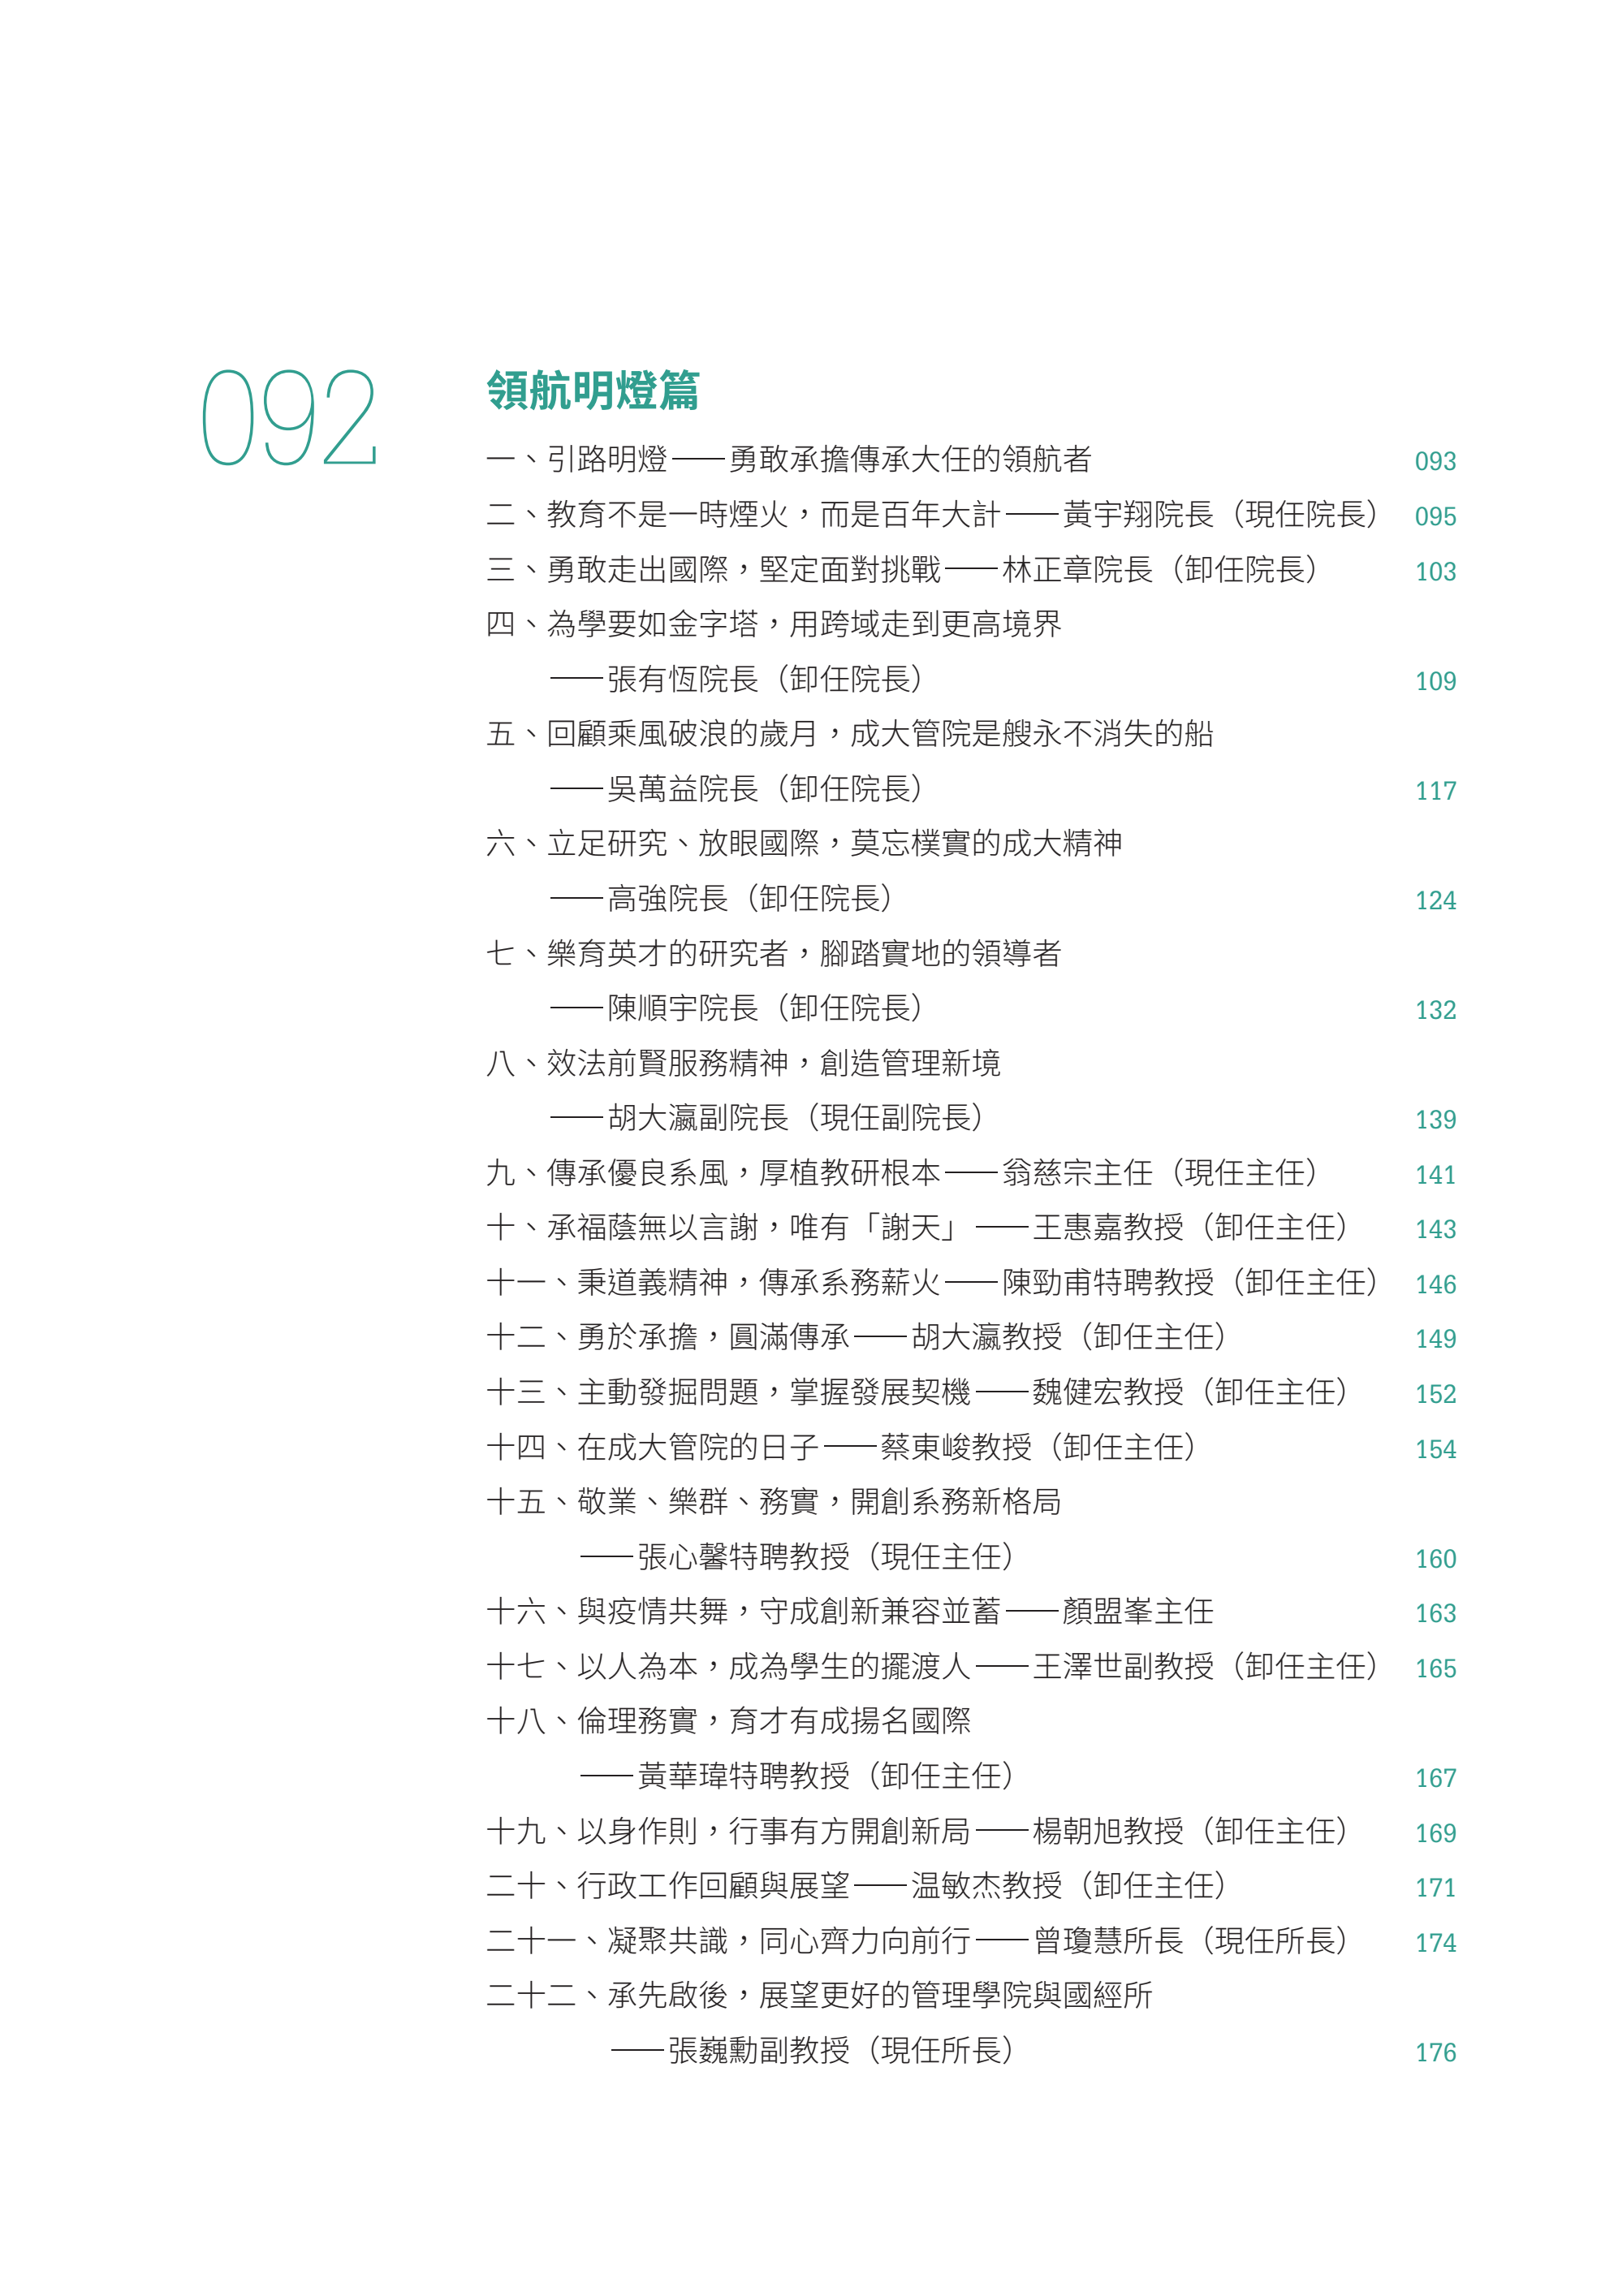 092
領航明燈篇
一、引路明燈——勇敢承擔傳承大任的領航者 093
二、教育不是一時煙火，而是百年大計——黃宇翔院長（現任院長） 095
三、勇敢走出國際，堅定面對挑戰——林正章院長（卸任院長） 103
四、為學要如金字塔，用跨域走到更高境界
——張有恆院長（卸任院長） 109
五、回顧乘風破浪的歲月，成大管院是艘永不消失的船
——吳萬益院長（卸任院長） 117
六、立足研究、放眼國際，莫忘樸實的成大精神
——高強院長（卸任院長） 124
七、樂育英才的研究者，腳踏實地的領導者
——陳順宇院長（卸任院長） 132
八、效法前賢服務精神，創造管理新境
——胡大瀛副院長（現任副院長） 139
九、傳承優良系風，厚植教研根本——翁慈宗主任（現任主任） 141
十、承福蔭無以言謝，唯有「謝天」——王惠嘉教授（卸任主任） 143
十一、秉道義精神，傳承系務薪火——陳勁甫特聘教授（卸任主任） 146
十二、勇於承擔，圓滿傳承——胡大瀛教授（卸任主任） 149
十三、主動發掘問題，掌握發展契機——魏健宏教授（卸任主任） 152
十四、在成大管院的日子——蔡東峻教授（卸任主任） 154
十五、敬業、樂群、務實，開創系務新格局
——張心馨特聘教授（現任主任） 160
十六、與疫情共舞，守成創新兼容並蓄——顏盟峯主任 163
十七、以人為本，成為學生的擺渡人——王澤世副教授（卸任主任） 165
十八、倫理務實，育才有成揚名國際
——黃華瑋特聘教授（卸任主任） 167
十九、以身作則，行事有方開創新局——楊朝旭教授（卸任主任） 169
二十、行政工作回顧與展望——温敏杰教授（卸任主任） 171
二十一、凝聚共識，同心齊力向前行——曾瓊慧所長（現任所長） 174
二十二、承先啟後，展望更好的管理學院與國經所
——張巍勳副教授（現任所長） 176